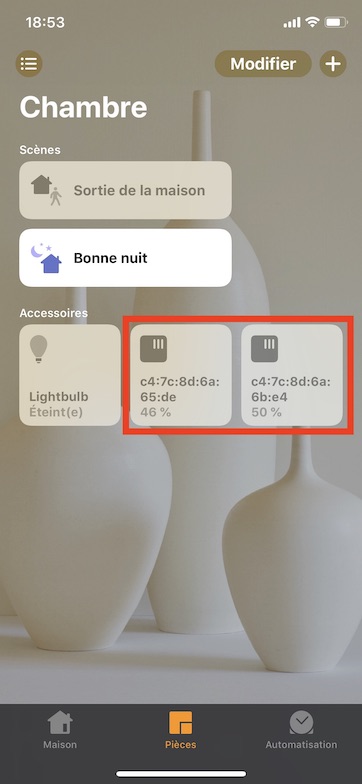 18:53
Modifier
Chambre
Scènes
Sortie de la maison
Bonne nuit
Accessoires
Lightbulb
Éteint(e)
c4:7c:8d:6a:
65:de
46 %
c4:7c:8d:6a:
6b:e4
50 %
Maison
Pièces
Automatisation